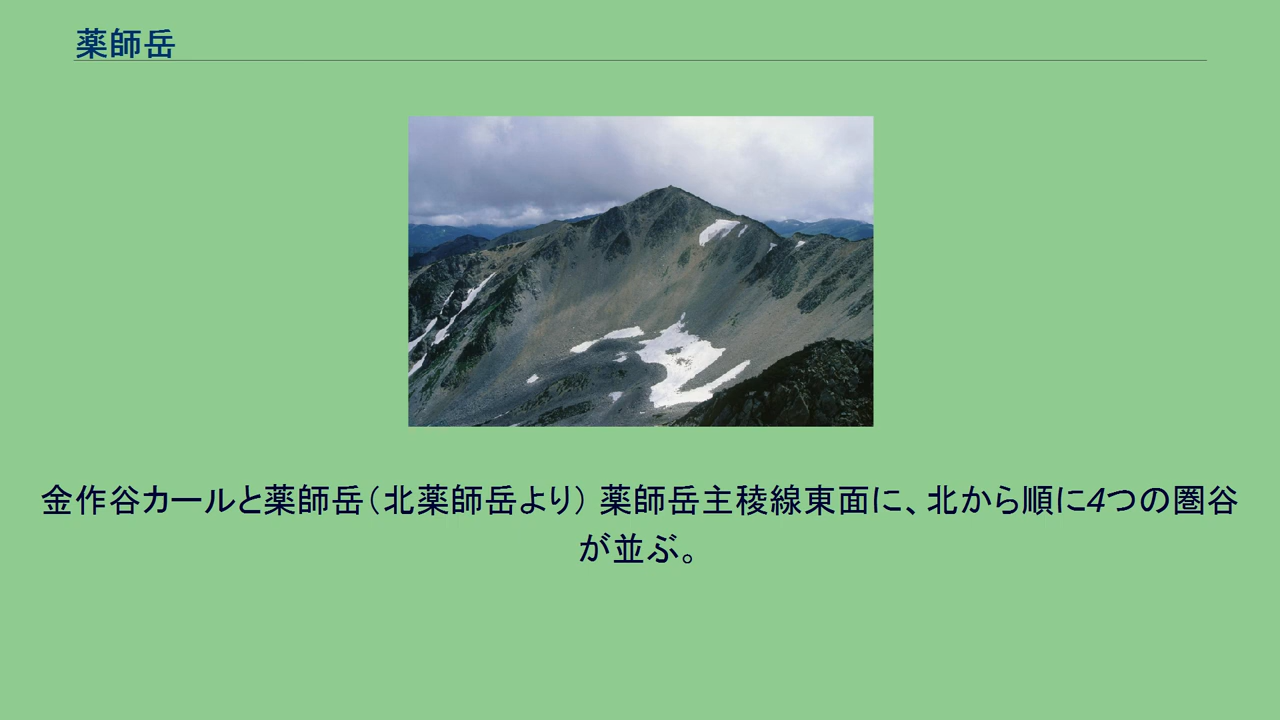 薬師岳
金作谷カールと薬師岳（北薬師岳より） 薬師岳主稜線東面に、北から順に4つの圏谷
が並ぶ。